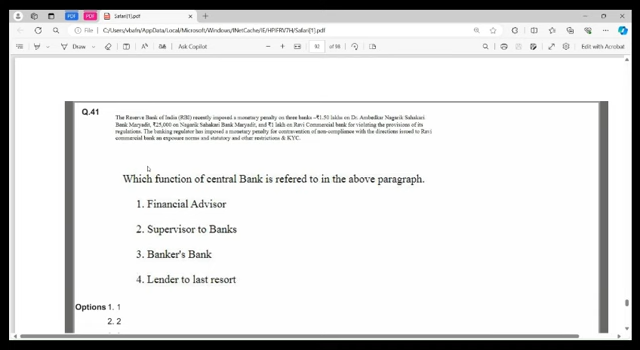 PDF PDF Safari[1].pdf
File C:/Users/
/AppData/Local/Microsoft/Windows/INetCache/IE/
/Safari[1].pdf
Draw Ask Copilot of 98 Edit with Acrobat
Q.41
The Reserve Bank of India (RBI) recently imposed a monetary penalty on three banks -₹1.50 lakhs on Dr. Ambedkar Nagarik Sahakari
Bank Maryadit, ₹25,000 on Nagarik Sahakari Bank Maryadit, and ₹1 lakh on Ravi Commercial bank for violating the provisions of its
regulations. The banking regulator has imposed a monetary penalty for contravention of non-compliance with the directions issued to Ravi
commercial bank on exposure norms and statutory and other restrictions & KYC.
Which function of central Bank is refered to in the above paragraph.
1. Financial Advisor
2. Supervisor to Banks
3. Banker's Bank
4. Lender to last resort
Options 1. 1
2. 2